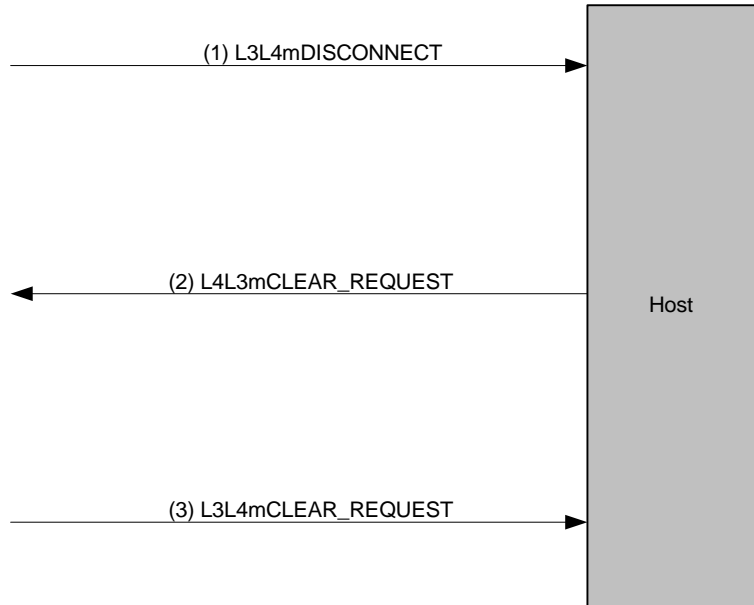 (1) L3L4mDISCONNECT
(2) L4L3mCLEAR_REQUEST
Host
(3) L3L4mCLEAR_REQUEST